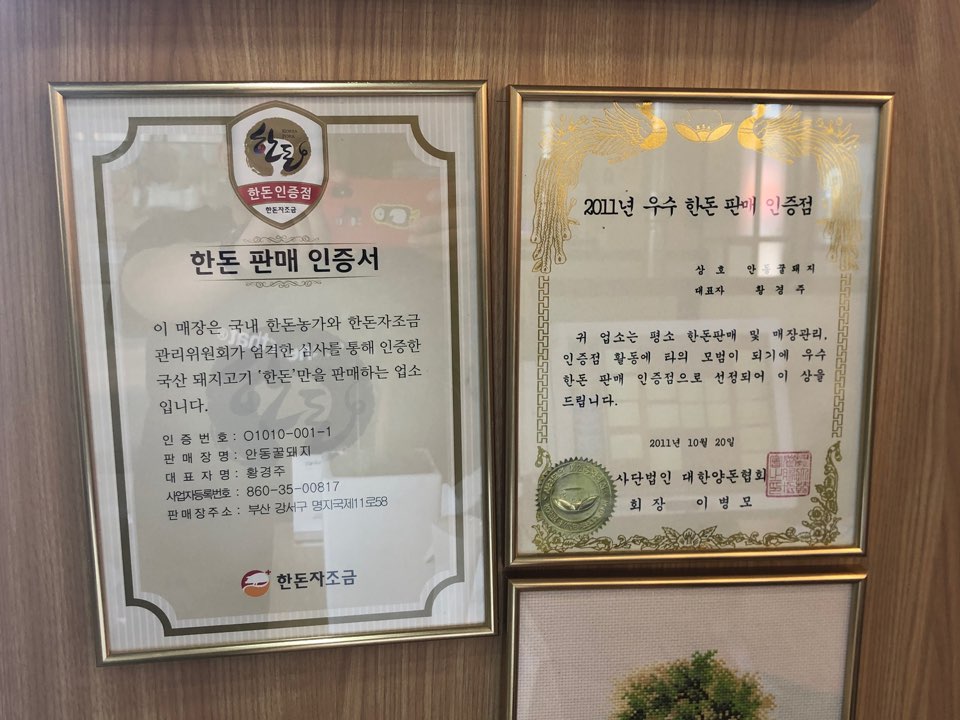 한돈
한돈 인증점
한돈자조금
한돈 판매 인증서
이 매장은 국내 한돈농가와 한돈자조금
관리위원회가 엄격한 심사를 통해 인증한
국산 돼지고기 '한돈'만을 판매하는 업소
입니다.
인 증 번 호 : O1010-001-1
판 매 장 명 : 안동꿀돼지
대 표 자 명 : 황경주
사업자등록번호 : 860-35-00817
판매장주소 : 부산 강서구 명지국제11로58
한돈자조금
2011년 우수 한돈 판매 인증점
상 호 안동꿀돼지
대표자 황 경 주
귀 업소는 평소 한돈판매 및 매장관리,
인증점 활동에 타의 모범이 되기에 우수
한돈 판매 인증점으로 선정되어 이 상을
드립니다.
2011년 10월 20일
사단법인 대한양돈협회
회 장 이 병 모